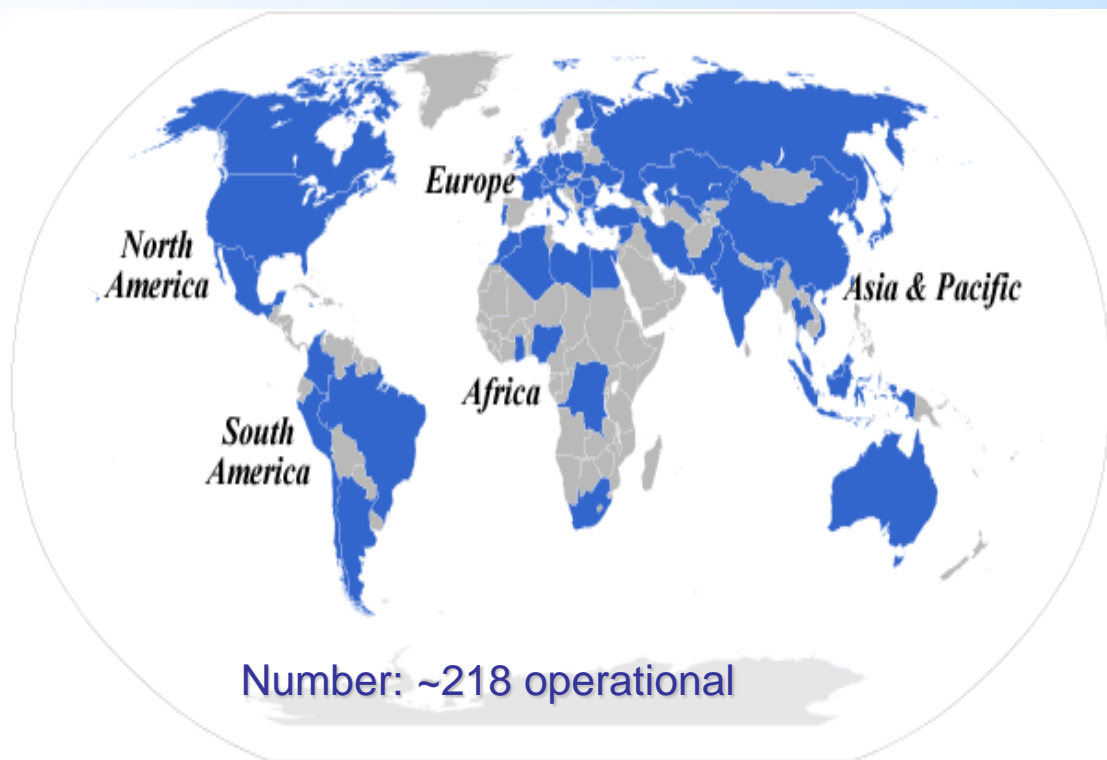 Europe
North
America
Asia & Pacific
Africa
South
America
Number: ~218 operational